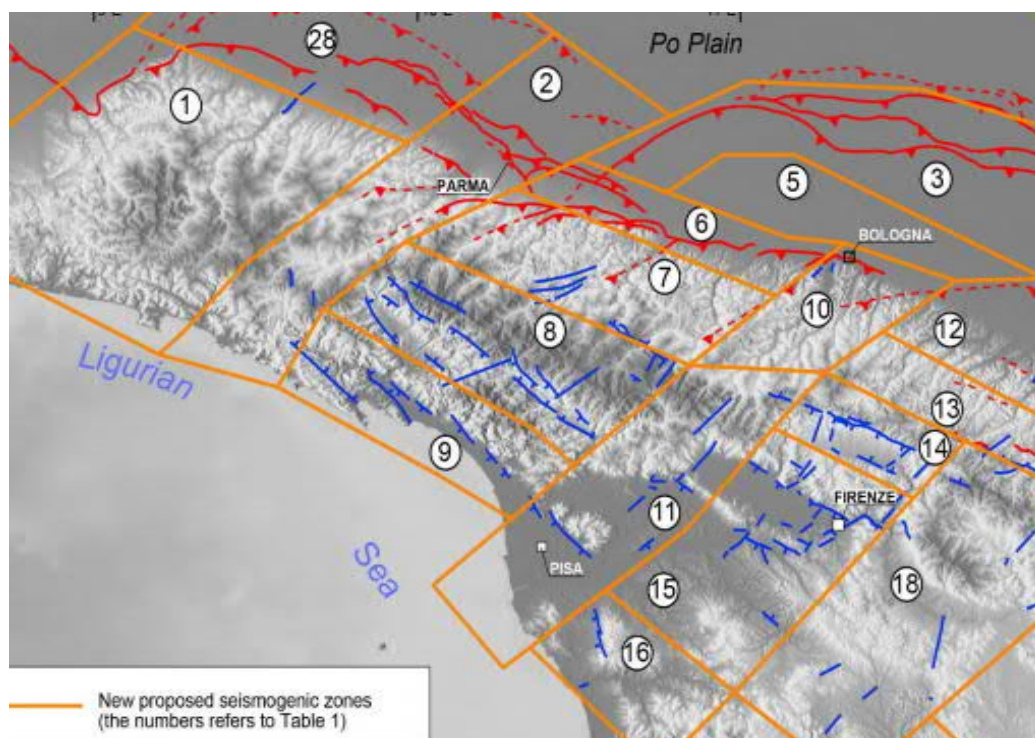 Po Plain
28
2
1
5
3
PARMA
6
BOLOGNA
7
10
12
8
Ligurian
13
14
9
FIRENZE
11
PISA
Sea
15
18
16
New proposed seismogenic zones
(the numbers refers to Table 1)